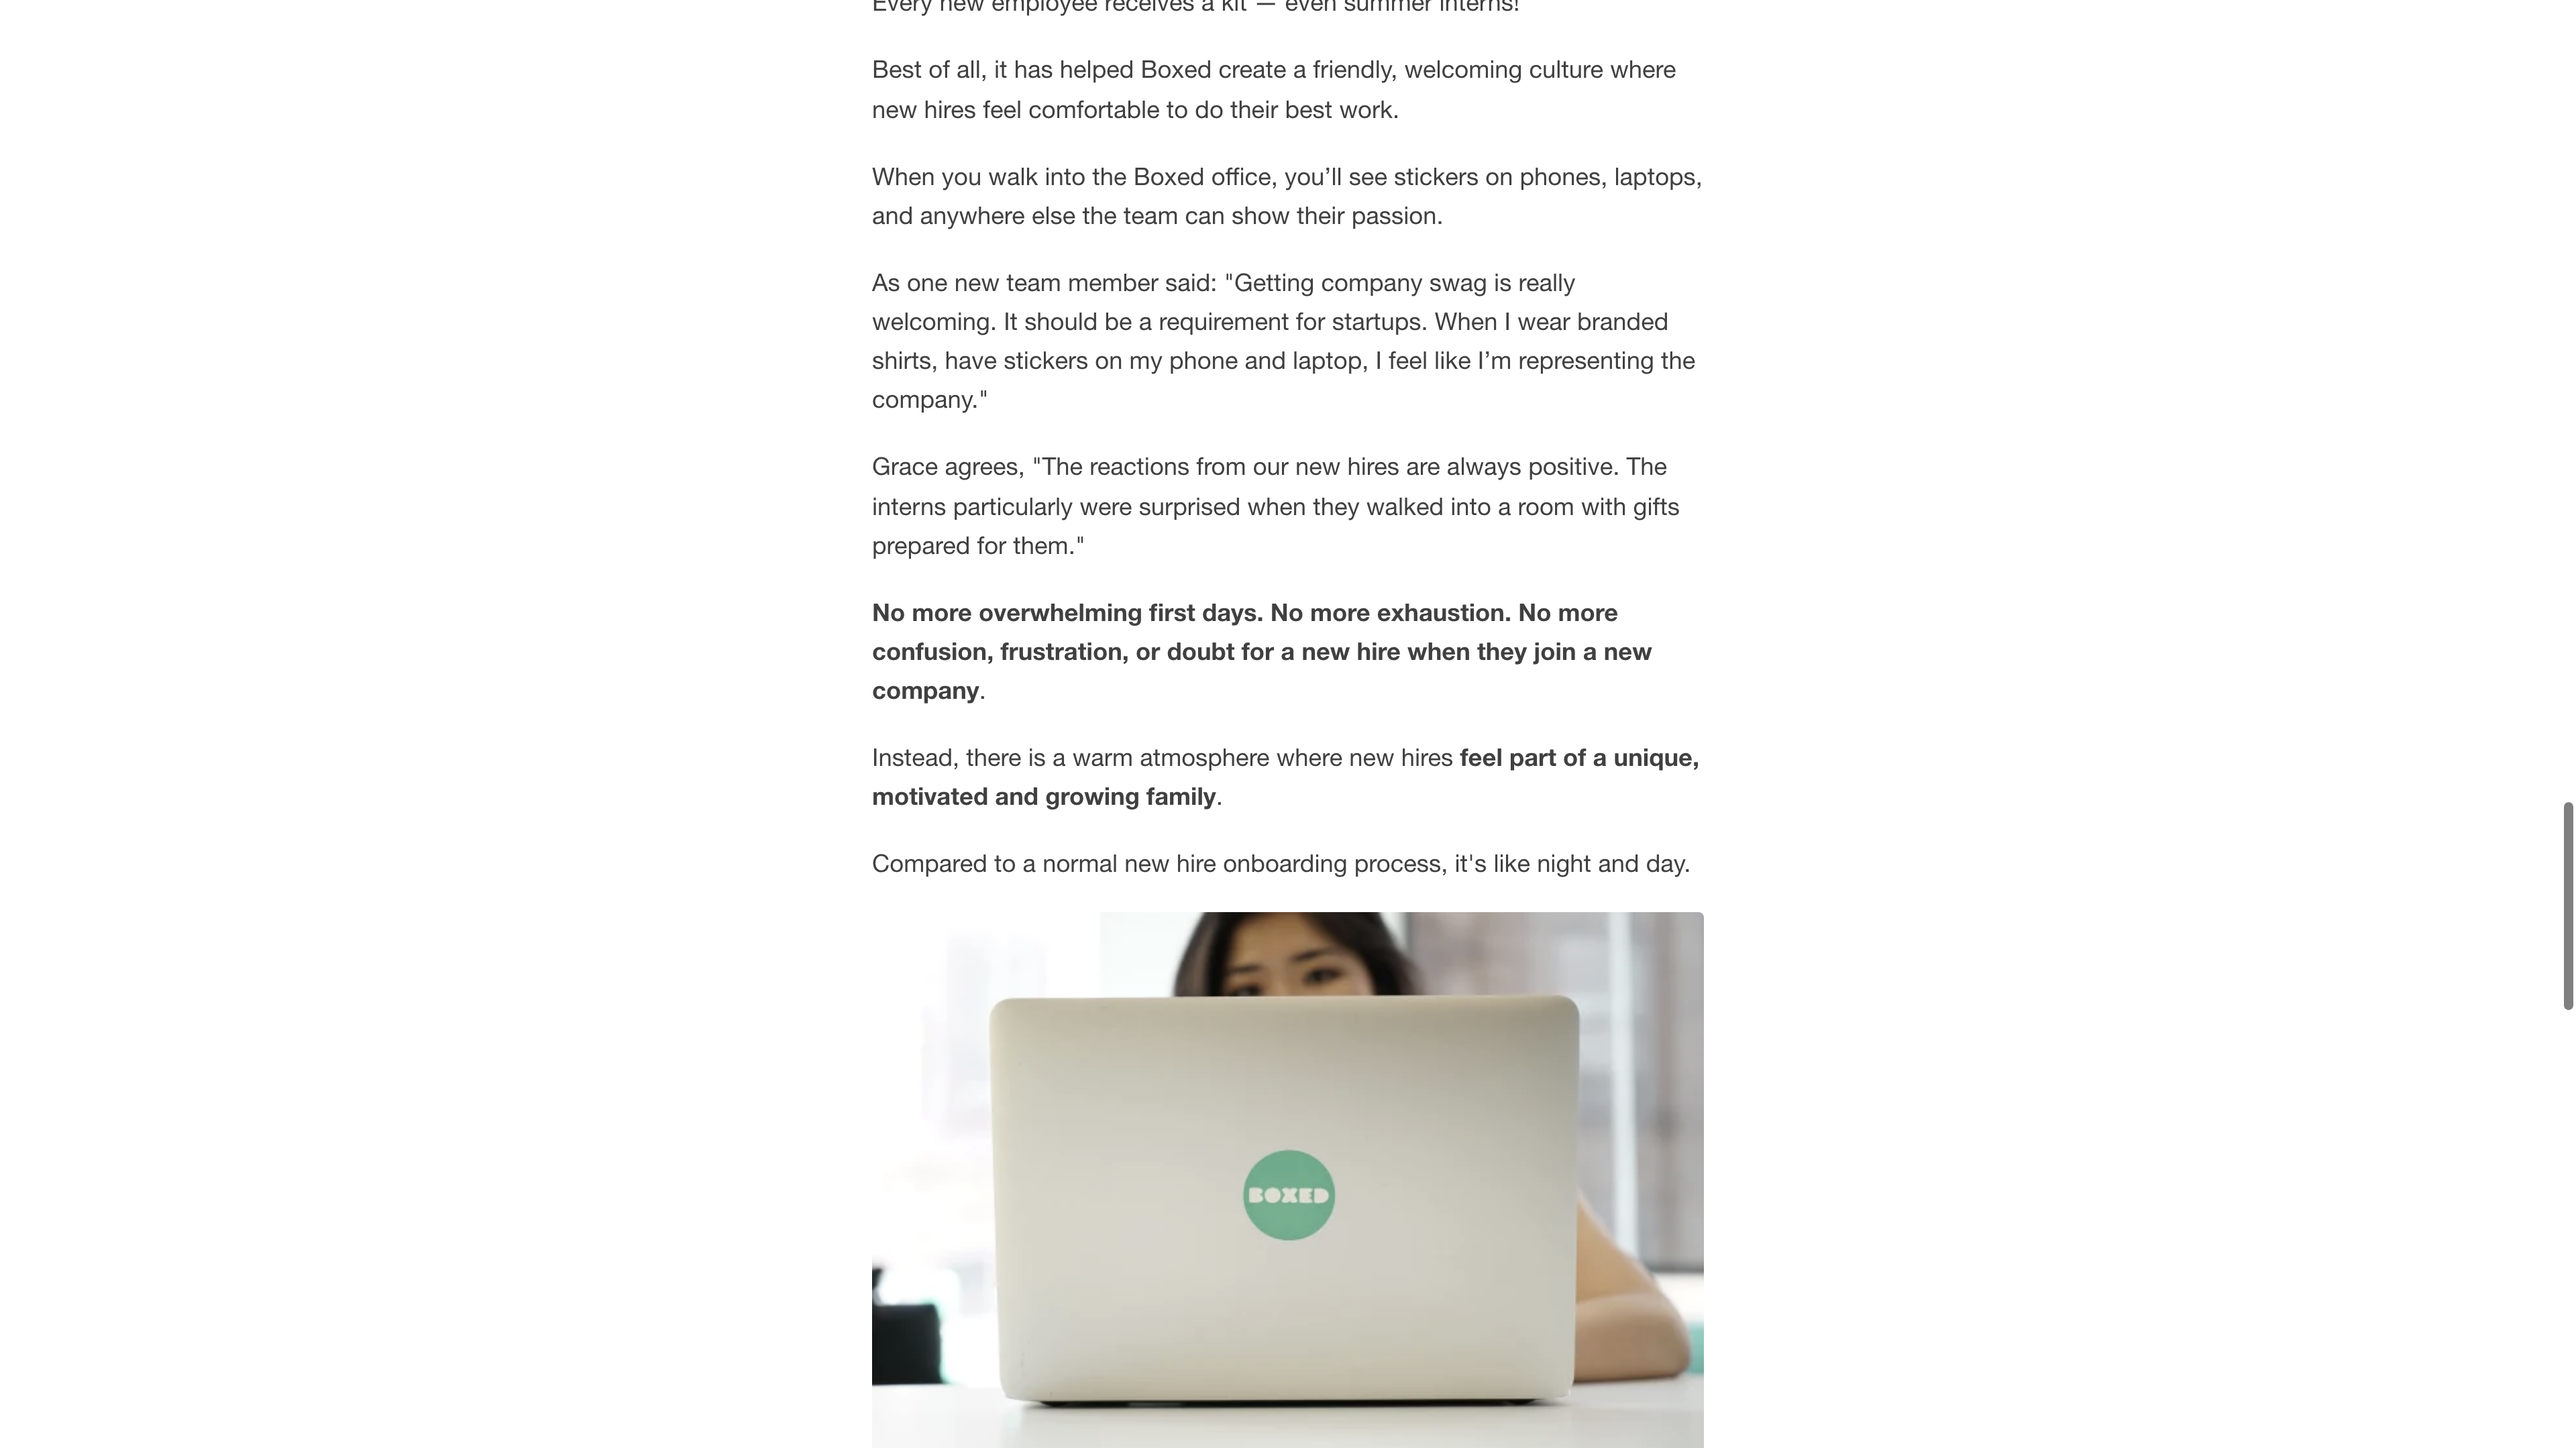 Every new employee receives a kit — even summer interns!
Best of all, it has helped Boxed create a friendly, welcoming culture where
new hires feel comfortable to do their best work.
When you walk into the Boxed office, you’ll see stickers on phones, laptops,
and anywhere else the team can show their passion.
As one new team member said: "Getting company swag is really
welcoming. It should be a requirement for startups. When I wear branded
shirts, have stickers on my phone and laptop, I feel like I’m representing the
company."
Grace agrees, "The reactions from our new hires are always positive. The
interns particularly were surprised when they walked into a room with gifts
prepared for them."
No more overwhelming first days. No more exhaustion. No more
confusion, frustration, or doubt for a new hire when they join a new
company.
Instead, there is a warm atmosphere where new hires feel part of a unique,
motivated and growing family.
Compared to a normal new hire onboarding process, it's like night and day.
BOXED